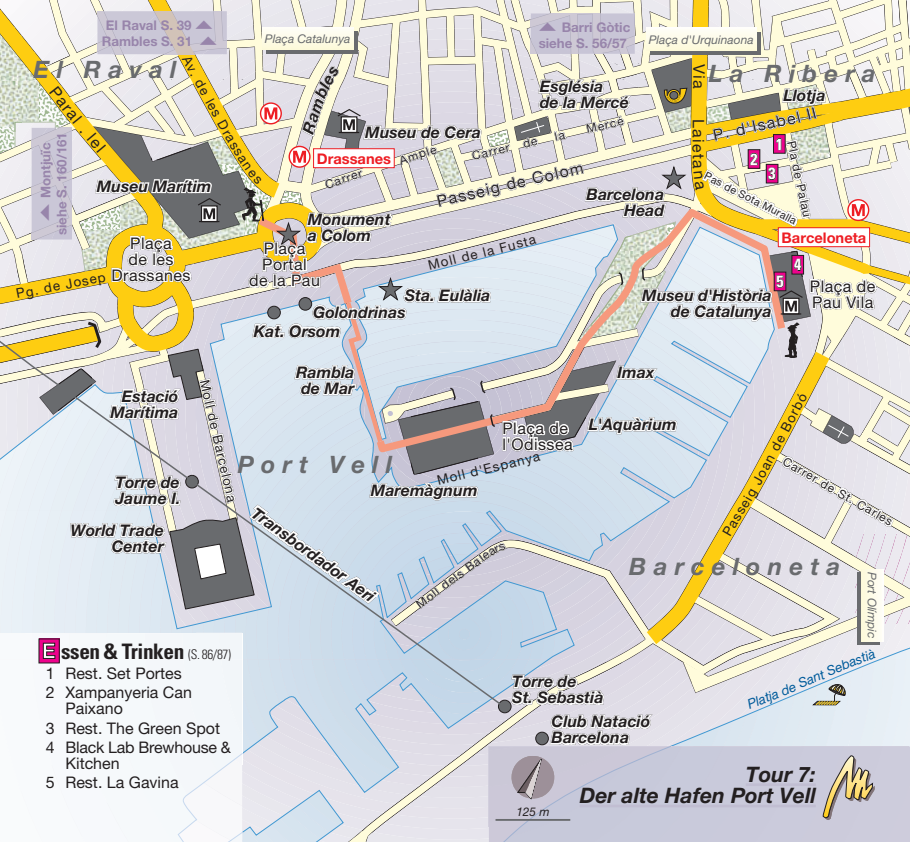 El Raval S. 39
Rambles S. 31
Plaça Catalunya
Barri Gòtic
siehe S. 56/57
Plaça d'Urquinaona
El Raval
La Ribera
Av. de les Drassanes
Paral . lel
Rambles
Via
Laietana
Església
de la Mercé
Llotja
M
M
Museu de Cera
M
Drassanes
Carrer Ample
Carrer de la Mercé
P. d'Isabel II
1
2
3
Pla de Palau
Montjuïc
siehe S. 160/161
Museu Marítim
M
Passeig de Colom
Barcelona
Head
Pas de Sota Muralla
M
Barceloneta
Monument
a Colom
Plaça
de les
Drassanes
Plaça
Portal
de la Pau
Moll de la Fusta
4
5
M
Plaça de
Pau Vila
Pg. de Josep
Sta. Eulàlia
Golondrinas
Kat. Orsom
Museu d'Història
de Catalunya
Rambla
de Mar
Imax
Estació
Marítima
Moll de Barcelona
Plaça de
l'Odissea
L'Aquàrium
Port Vell
Moll d'Espanya
Maremàgnum
Passeig Joan de Borbó
Carrer de St. Carles
Torre de
Jaume I.
World Trade
Center
Transbordador Aeri
Moll dels Balears
Barceloneta
Port Olímpic
Essen & Trinken (S. 86/87)
1 Rest. Set Portes
2 Xampanyeria Can
Paixano
3 Rest. The Green Spot
4 Black Lab Brewhouse &
Kitchen
5 Rest. La Gavina
Torre de
St. Sebastià
Club Natació
Barcelona
Platja de Sant Sebastià
125 m
Tour 7:
Der alte Hafen Port Vell